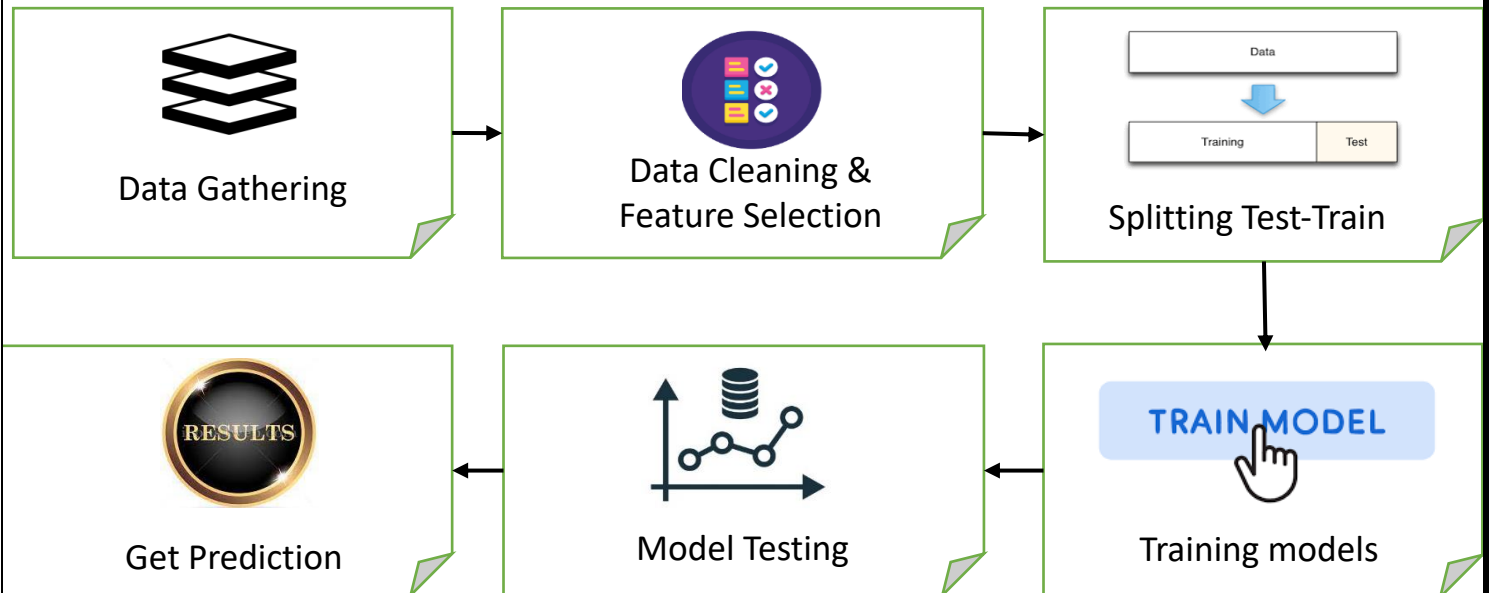 Data Gathering
Data Cleaning &
Feature Selection
Data
Training
Test
Splitting Test-Train
TRAIN MODEL
Training models
Model Testing
RESULTS
Get Prediction